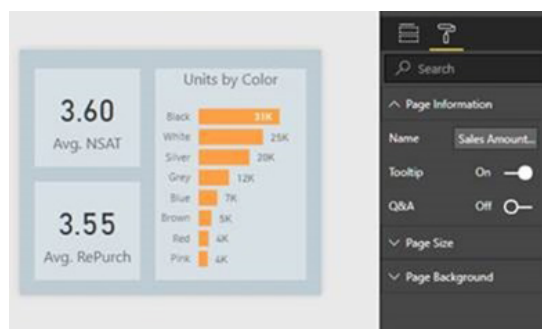 Units by Color
3.60
Avg. NSAT
Black 31K
White 25K
Silver 20K
Grey 12K
Blue 7K
Brown 5K
Red 4K
Pink 4K
3.55
Avg. RePurch
Search
Page Information
Name Sales Amount...
Tooltip On
Q&A Off
Page Size
Page Background